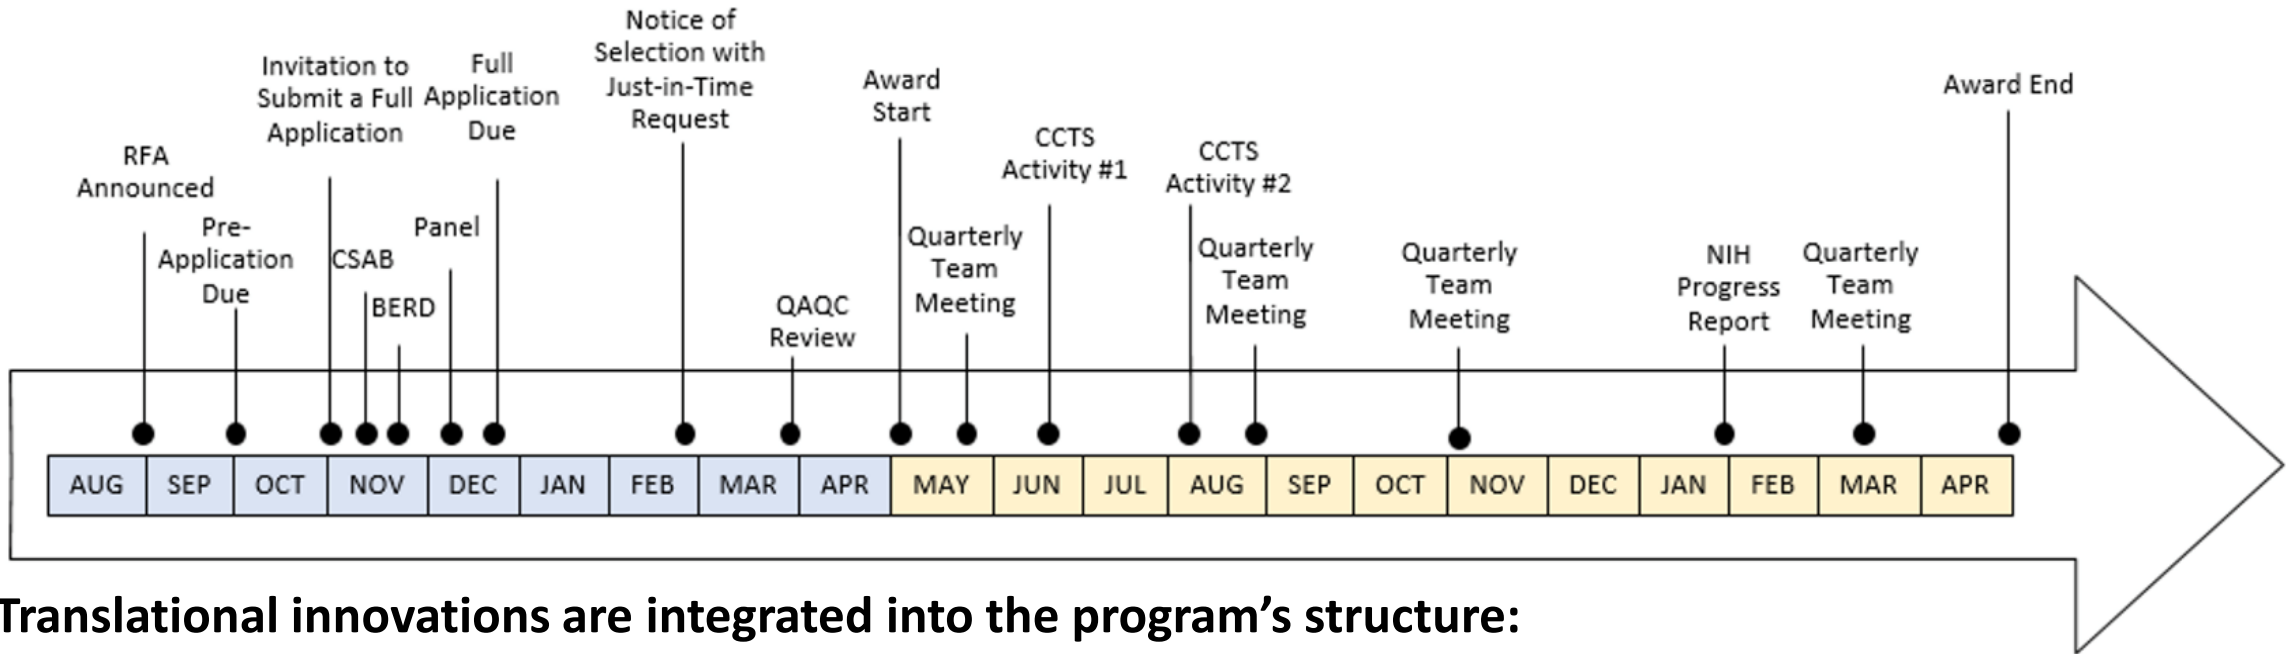 RFA
Announced
Pre-
Application
Due
Invitation to
Submit a Full
Application
CSAB
BERD
Panel
Full
Application
Due
Notice of
Selection with
Just-in-Time
Request
QAQC
Review
Award
Start
Quarterly
Team
Meeting
CCTS
Activity #1
CCTS
Activity #2
Quarterly
Team
Meeting
Quarterly
Team
Meeting
NIH
Progress
Report
Quarterly
Team
Meeting
Award End
AUG SEP OCT NOV DEC JAN FEB MAR APR MAY JUN JUL AUG SEP OCT NOV DEC JAN FEB MAR APR
Translational innovations are integrated into the program’s structure: